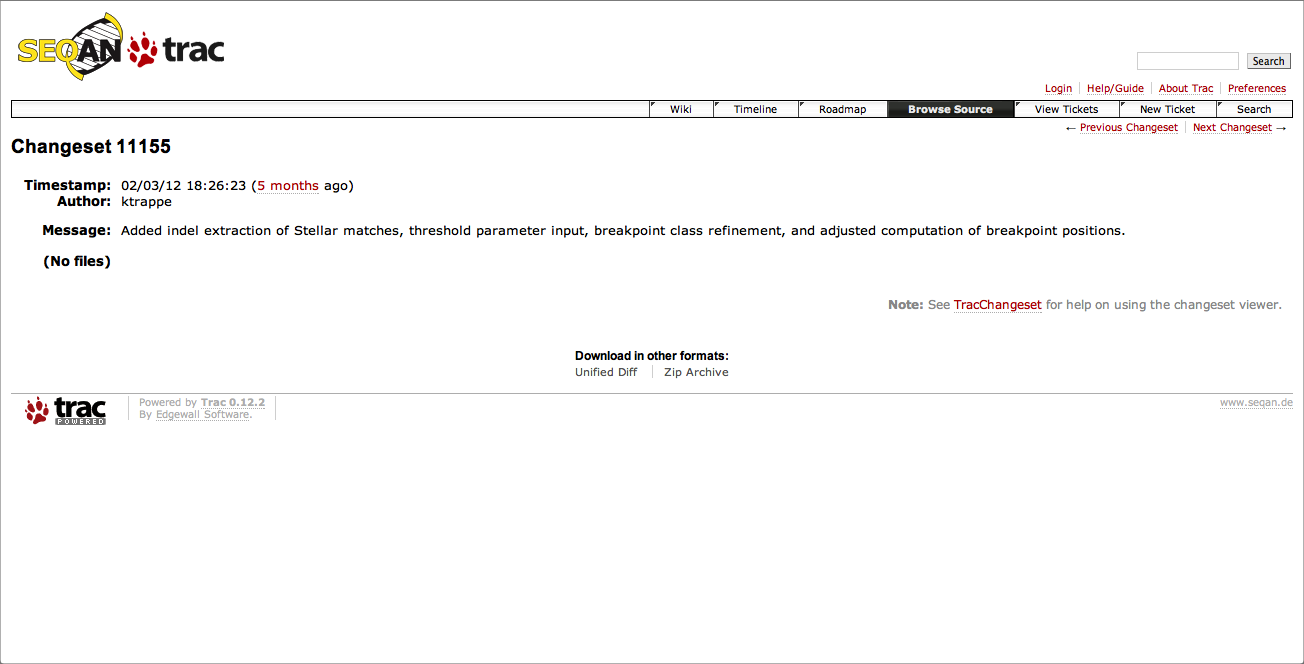 SEQAN trac
Search
Login Help/Guide About Trac Preferences
Wiki Timeline Roadmap Browse Source View Tickets New Ticket Search
← Previous Changeset Next Changeset →
Changeset 11155
Timestamp: 02/03/12 18:26:23 (5 months ago)
Author: ktrappe
Message: Added indel extraction of Stellar matches, threshold parameter input, breakpoint class refinement, and adjusted computation of breakpoint positions.
(No files)
Note: See TracChangeset for help on using the changeset viewer.
Download in other formats:
Unified Diff Zip Archive
trac POWERED
Powered by Trac 0.12.2
By Edgewall Software.
www.seqan.de